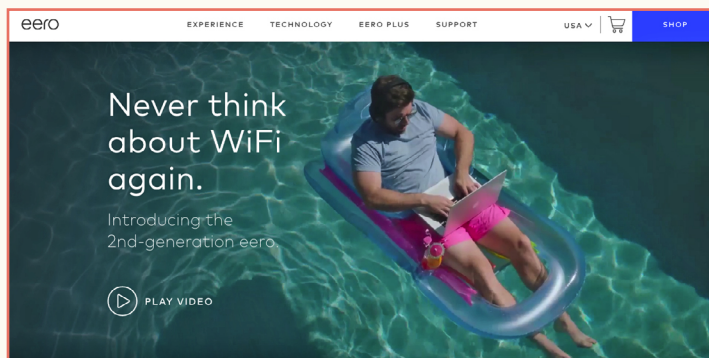 eero
EXPERIENCE TECHNOLOGY EERO PLUS SUPPORT USA SHOP
Never think
about WiFi
again.
Introducing the
2nd-generation eero.
PLAY VIDEO